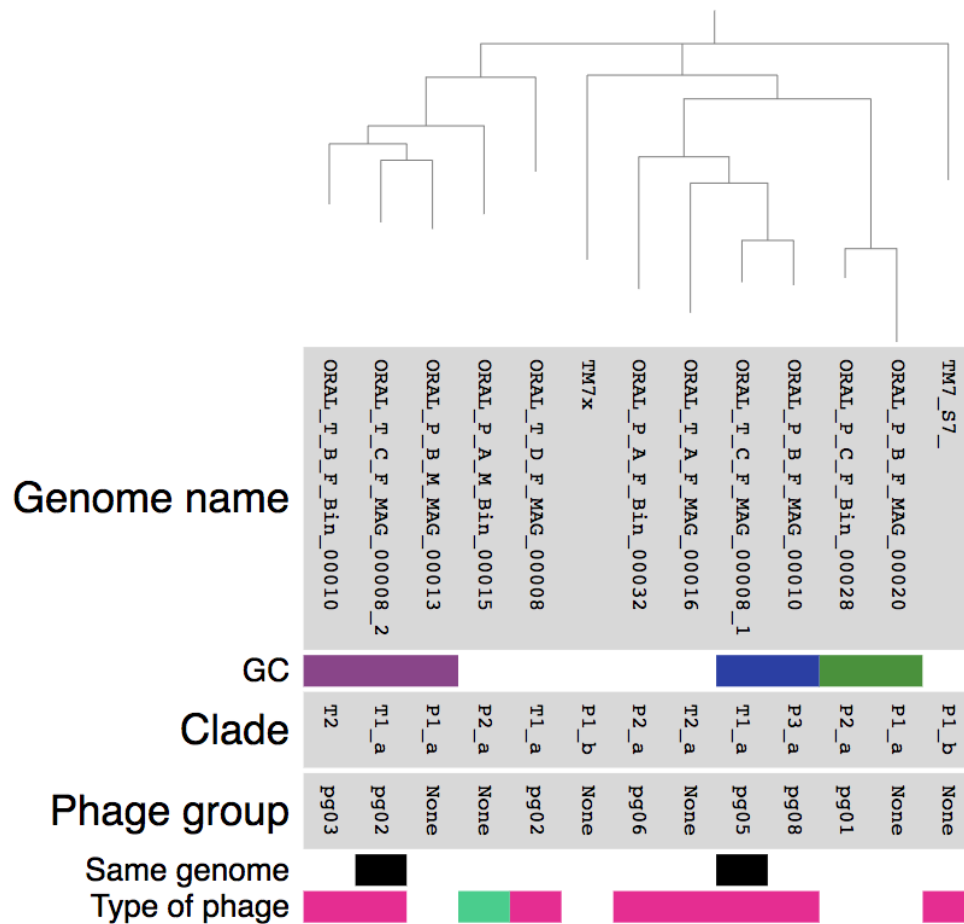 Genome name
ORAL_T_B_F_Bin_00010
ORAL_T_C_F_MAG_00008_2
ORAL_P_B_M_MAG_00013
ORAL_P_A_M_Bin_00015
ORAL_T_D_F_MAG_00008
TM7x
ORAL_P_A_F_Bin_00032
ORAL_T_A_F_MAG_00016
ORAL_T_C_F_MAG_00008_1
ORAL_P_B_F_MAG_00010
ORAL_P_C_F_Bin_00028
ORAL_P_B_F_MAG_00020
TM7_S7_
GC
Clade
T2
T1_a
P1_a
P2_a
T1_a
P1_b
P2_a
T2_a
T1_a
P3_a
P2_a
P1_a
P1_b
Phage group
pg03
pg02
None
None
pg02
None
pg06
None
pg05
pg08
pg01
None
None
Same genome
Type of phage